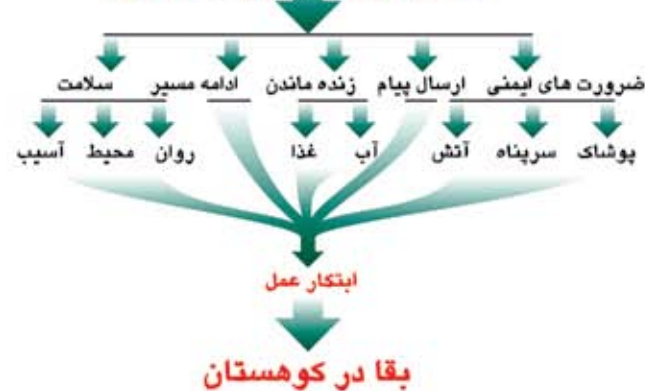 ضرورت های ایمنی ارسال پیام زنده ماندن ادامه مسیر سلامت
پوشاک سرپناه آتش آب غذا روان محیط آسیب
ابتکار عمل
بقا در کوهستان